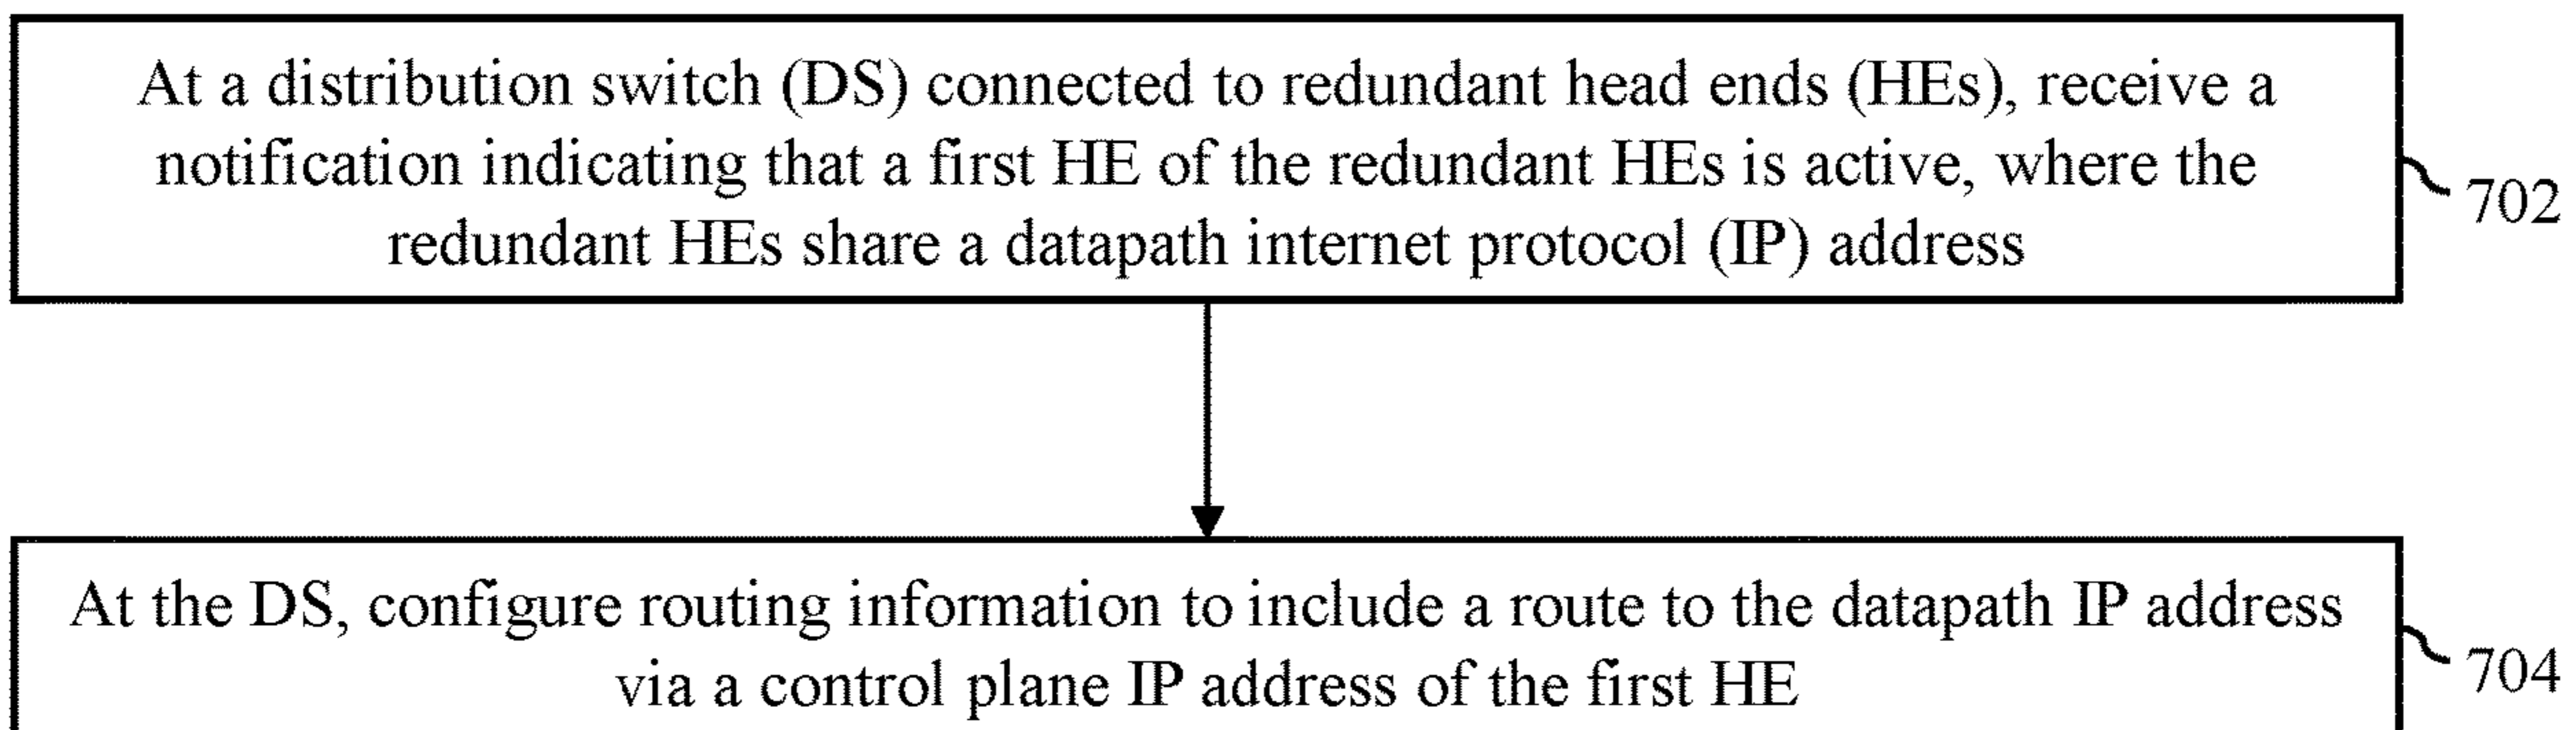 At a distribution switch (DS) connected to redundant head ends (HEs), receive a
notification indicating that a first HE of the redundant HEs is active, where the
redundant HEs share a datapath internet protocol (IP) address
702
At the DS, configure routing information to include a route to the datapath IP address
via a control plane IP address of the first HE
704